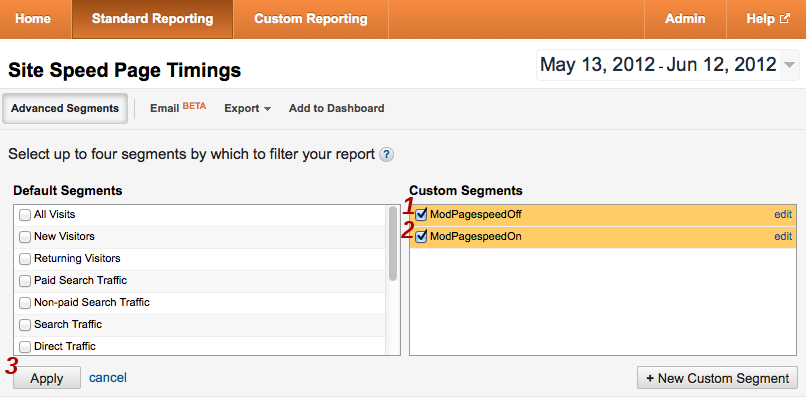 Home Standard Reporting Custom Reporting Admin Help
Site Speed Page Timings
May 13, 2012 - Jun 12, 2012
Advanced Segments Email BETA Export Add to Dashboard
Select up to four segments by which to filter your report ?
Default Segments
All Visits
New Visitors
Returning Visitors
Paid Search Traffic
Non-paid Search Traffic
Search Traffic
Direct Traffic
Custom Segments
1 ModPagespeedOff edit
2 ModPagespeedOn edit
3 Apply cancel
+ New Custom Segment